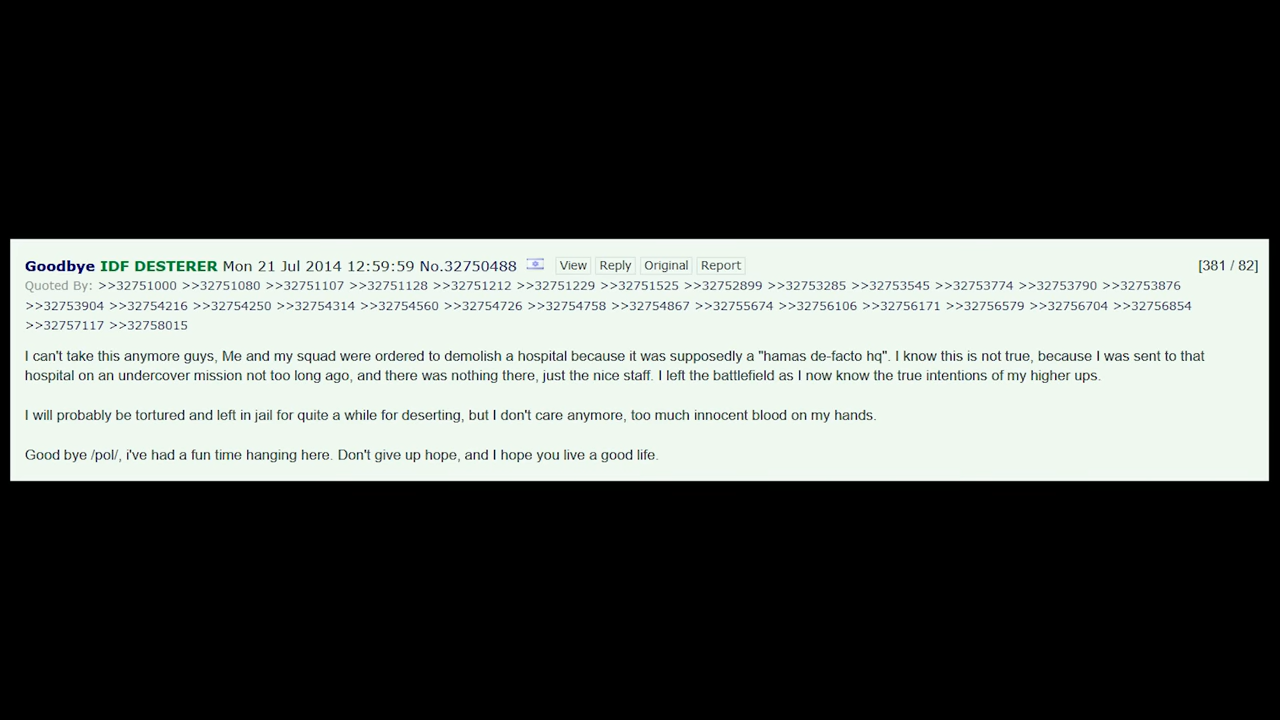 Goodbye IDF DESTERER Mon 21 Jul 2014 12:59:59 No.32750488 View Reply Original Report [381 / 82]
Quoted By: >>32751000 >>32751080 >>32751107 >>32751128 >>32751212 >>32751229 >>32751525 >>32752899 >>32753285 >>32753545 >>32753774 >>32753790 >>32753876
>>32753904 >>32754216 >>32754250 >>32754314 >>32754560 >>32754726 >>32754758 >>32754867 >>32755674 >>32756106 >>32756171 >>32756579 >>32756704 >>32756854
>>32757117 >>32758015
I can't take this anymore guys, Me and my squad were ordered to demolish a hospital because it was supposedly a "hamas de-facto hq". I know this is not true, because I was sent to that
hospital on an undercover mission not too long ago, and there was nothing there, just the nice staff. I left the battlefield as I now know the true intentions of my higher ups.
I will probably be tortured and left in jail for quite a while for deserting, but I don't care anymore, too much innocent blood on my hands.
Good bye /pol/, i've had a fun time hanging here. Don't give up hope, and I hope you live a good life.